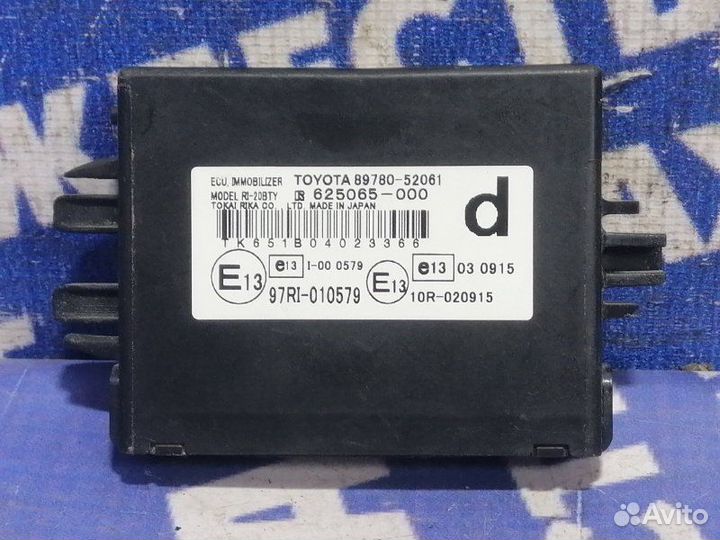 ECU, IMMOBILIZER TOYOTA 89780-52061
MODEL RI-20BTY 625065-000
TOKAI RIKA CO., LTD. MADE IN JAPAN
d
TK651B04023366
E13 e13 I-00 0579
97RI-010579
E13 e13 03 0915
10R-020915
Avito